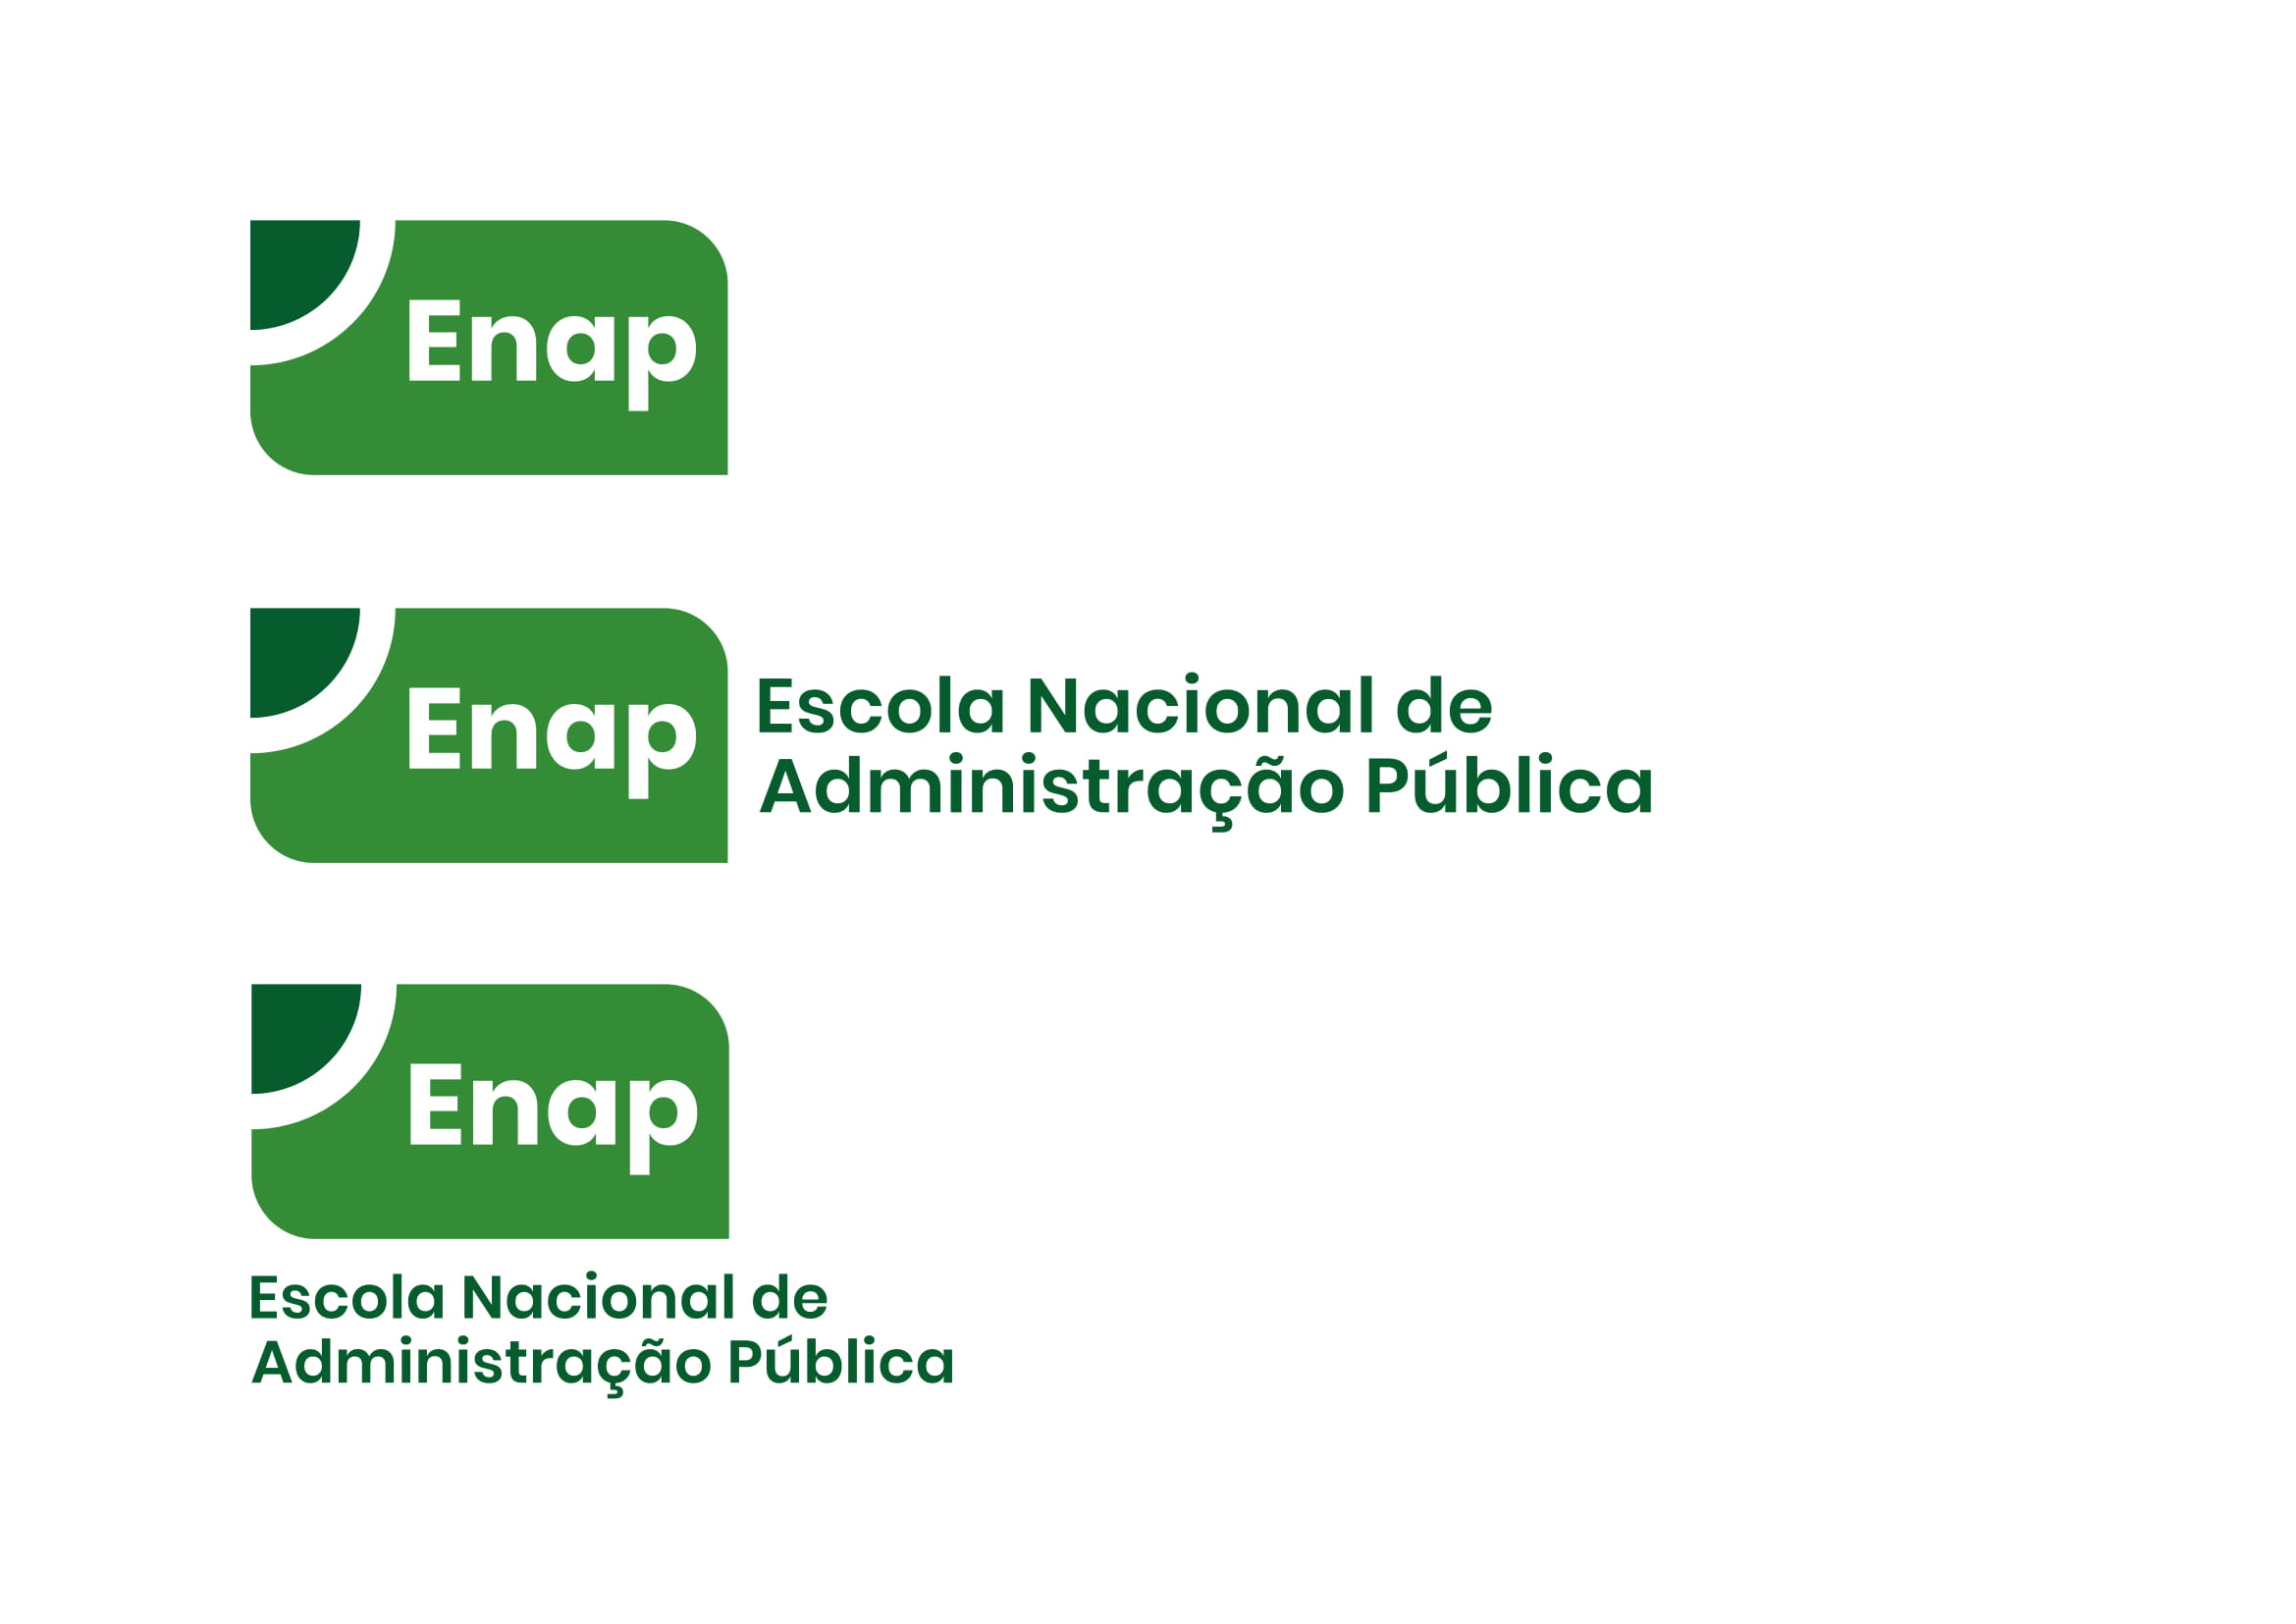 Enap
Enap
Escola Nacional de
Administração Pública
Enap
Escola Nacional de
Administração Pública